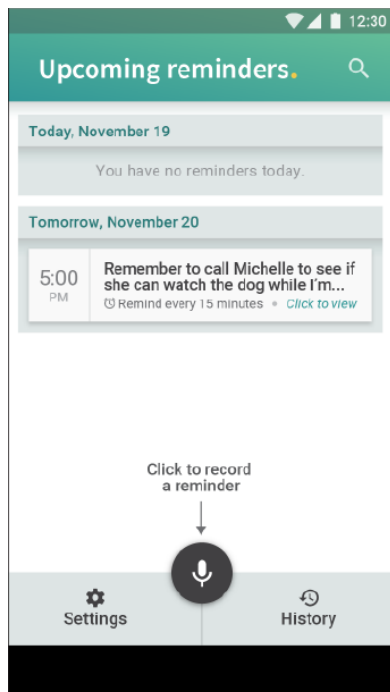 12:30
Upcoming reminders.
Today, November 19
You have no reminders today.
Tomorrow, November 20
5:00
PM
Remember to call Michelle to see if
she can watch the dog while I'm...
Remind every 15 minutes • Click to view
Click to record
a reminder
Settings
History